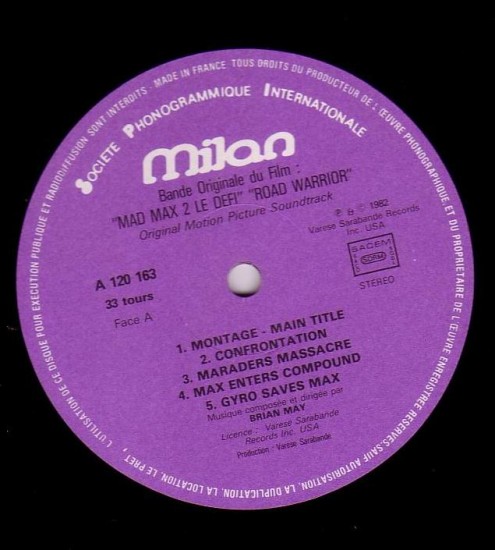 L'UTILISATION DE CE DISQUE POUR EXECUTION PUBLIQUE ET RADIODIFFUSION SONT INTERDITS - MADE IN FRANCE TOUS DROITS DU PRODUCTEUR DE L'ŒUVRE PHONOGRAPHIQUE ET DU PROPRIETAIRE DE L'ŒUVRE ENREGISTREE RESERVES. SAUF AUTORISATION, LA DUPLICATION, LA LOCATION, LE PRET,
SOCIETE PHONOGRAMMIQUE INTERNATIONALE
milan
Bande Originale du Film :
"MAD MAX 2 LE DEFI" "ROAD WARRIOR"
Original Motion Picture Soundtrack
℗ & © 1982
Varese Sarabande Records
Inc. USA
A 120 163
33 tours
Face A
SACEM
STEREO
1. MONTAGE - MAIN TITLE
2. CONFRONTATION
3. MARADERS MASSACRE
4. MAX ENTERS COMPOUND
5. GYRO SAVES MAX
Musique composée et dirigée par
BRIAN MAY
Licence : Varese Sarabande
Records Inc. USA
Production : Varese Sarabande